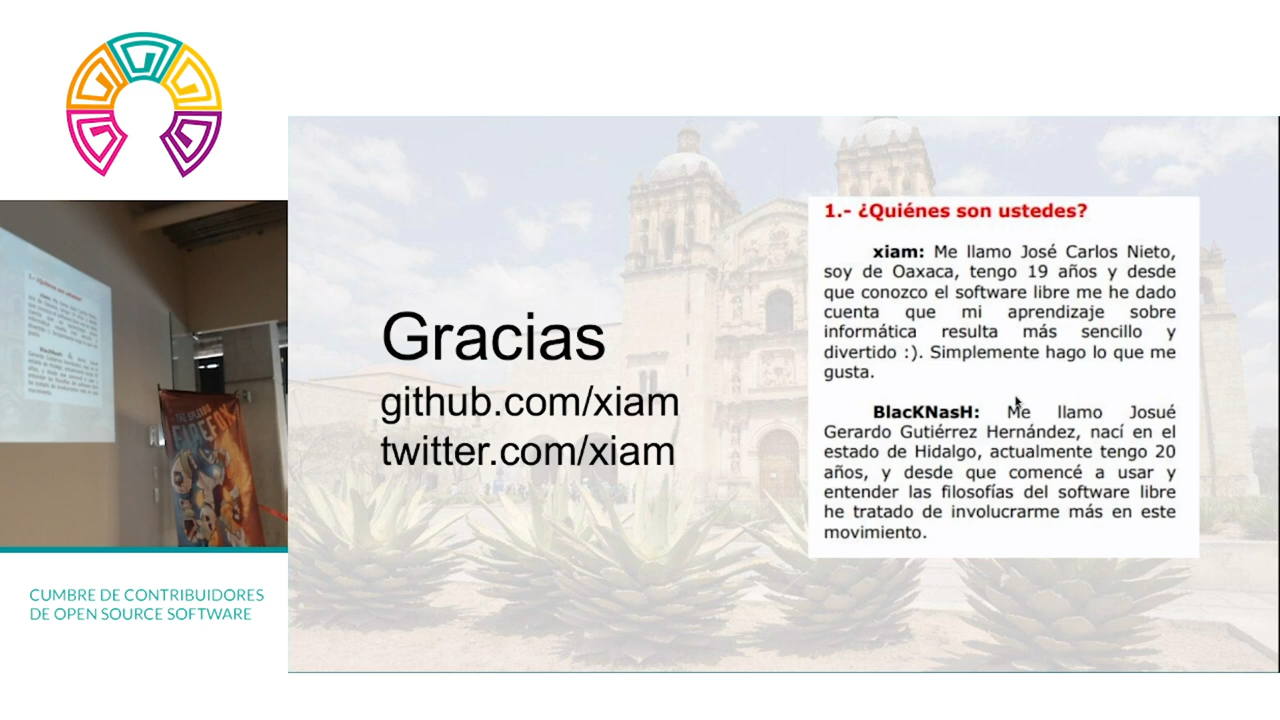 CUMBRE DE CONTRIBUIDORES
DE OPEN SOURCE SOFTWARE
Gracias
github.com/xiam
twitter.com/xiam
1.- ¿Quiénes son ustedes?
xiam: Me llamo José Carlos Nieto,
soy de Oaxaca, tengo 19 años y desde
que conozco el software libre me he dado
cuenta que mi aprendizaje sobre
informática resulta más sencillo y
divertido :). Simplemente hago lo que me
gusta.
BlacKNasH: Me llamo Josué
Gerardo Gutiérrez Hernández, nací en el
estado de Hidalgo, actualmente tengo 20
años, y desde que comencé a usar y
entender las filosofías del software libre
he tratado de involucrarme más en este
movimiento.